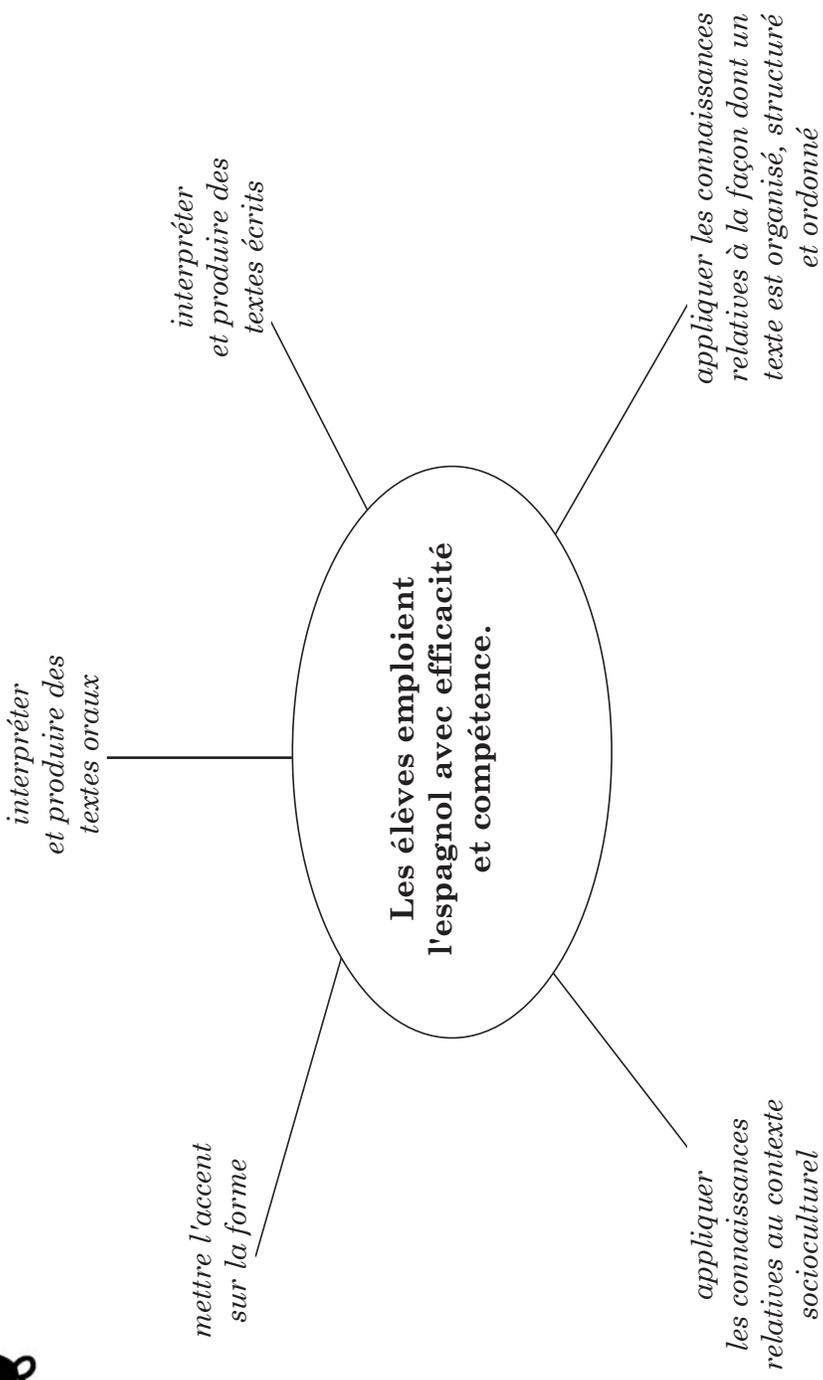 mettre l'accent
sur la forme
interpréter
et produire des
textes oraux
interpréter
et produire des
textes écrits
Les élèves emploient
l'espagnol avec efficacité
et compétence.
appliquer
les connaissances
relatives au contexte
socioculturel
appliquer les connaissances
relatives à la façon dont un
texte est organisé, structuré
et ordonné